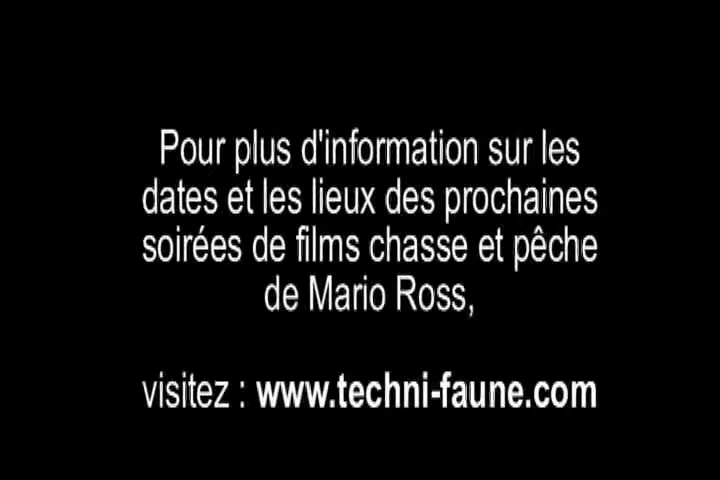 Pour plus d'information sur les
dates et les lieux des prochaines
soirées de films chasse et pêche
de Mario Ross,
visitez : www.techni-faune.com